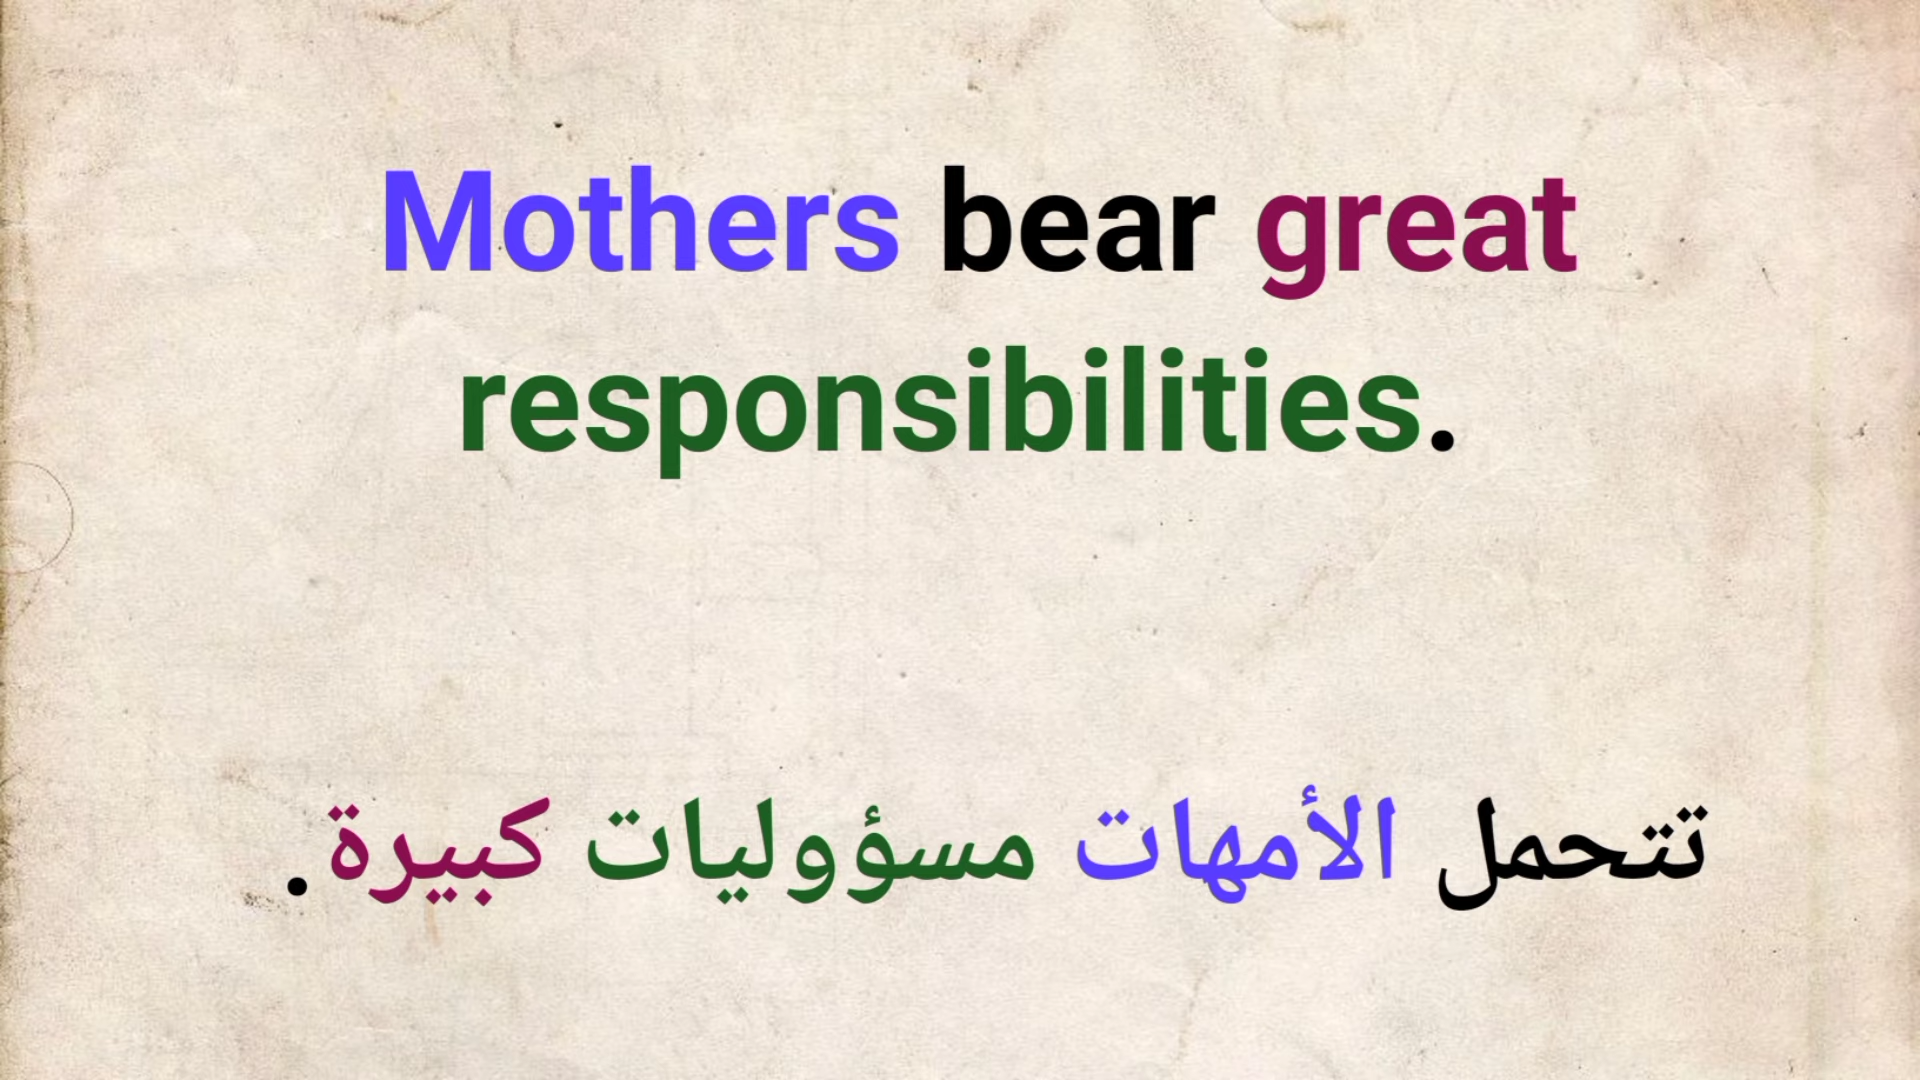 Mothers bear great
responsibilities.
تتحمل الأمهات مسؤوليات كبيرة.